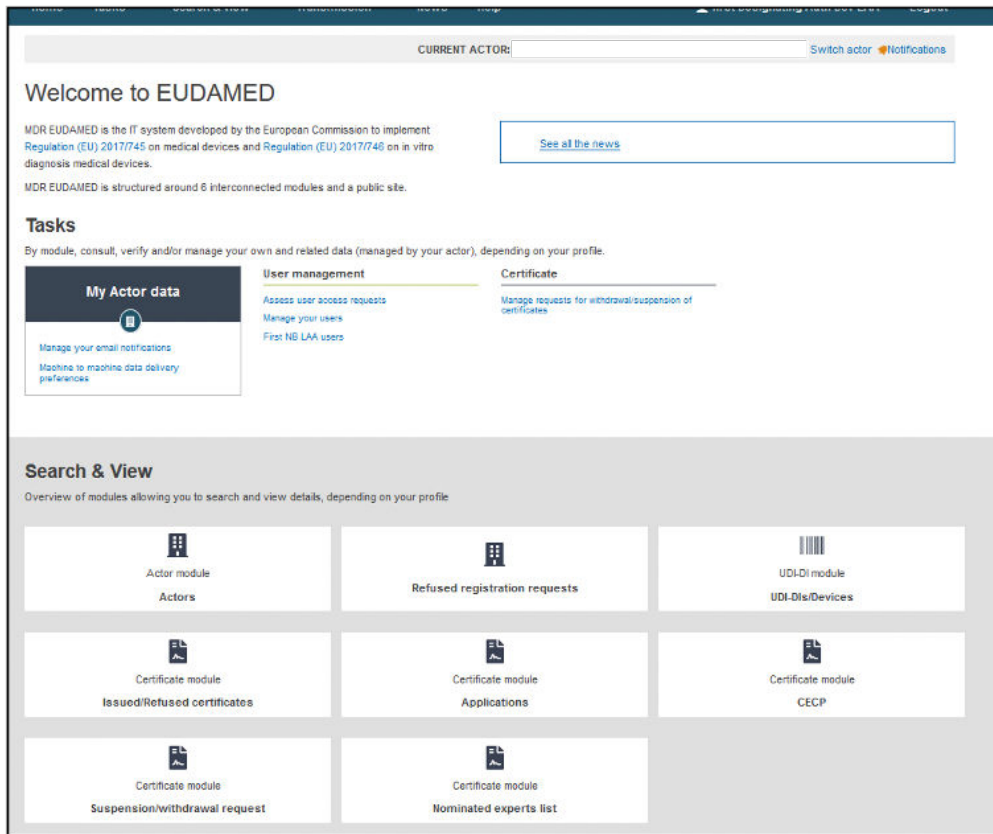 CURRENT ACTOR:
Switch actor Notifications
Welcome to EUDAMED
MDR EUDAMED is the IT system developed by the European Commission to implement
Regulation (EU) 2017/745 on medical devices and Regulation (EU) 2017/746 on in vitro
diagnosis medical devices.
See all the news
MDR EUDAMED is structured around 6 interconnected modules and a public site.
Tasks
By module, consult, verify and/or manage your own and related data (managed by your actor), depending on your profile.
My Actor data
Manage your email notifications
Machine to machine data delivery
preferences
User management
Assess user access requests
Manage your users
First NB LAA users
Certificate
Manage requests for withdrawal/suspension of
certificates
Search & View
Overview of modules allowing you to search and view details, depending on your profile
Actor module
Actors
Refused registration requests
UDI-DI module
UDI-DIs/Devices
Certificate module
Issued/Refused certificates
Certificate module
Applications
Certificate module
CECP
Certificate module
Suspension/withdrawal request
Certificate module
Nominated experts list